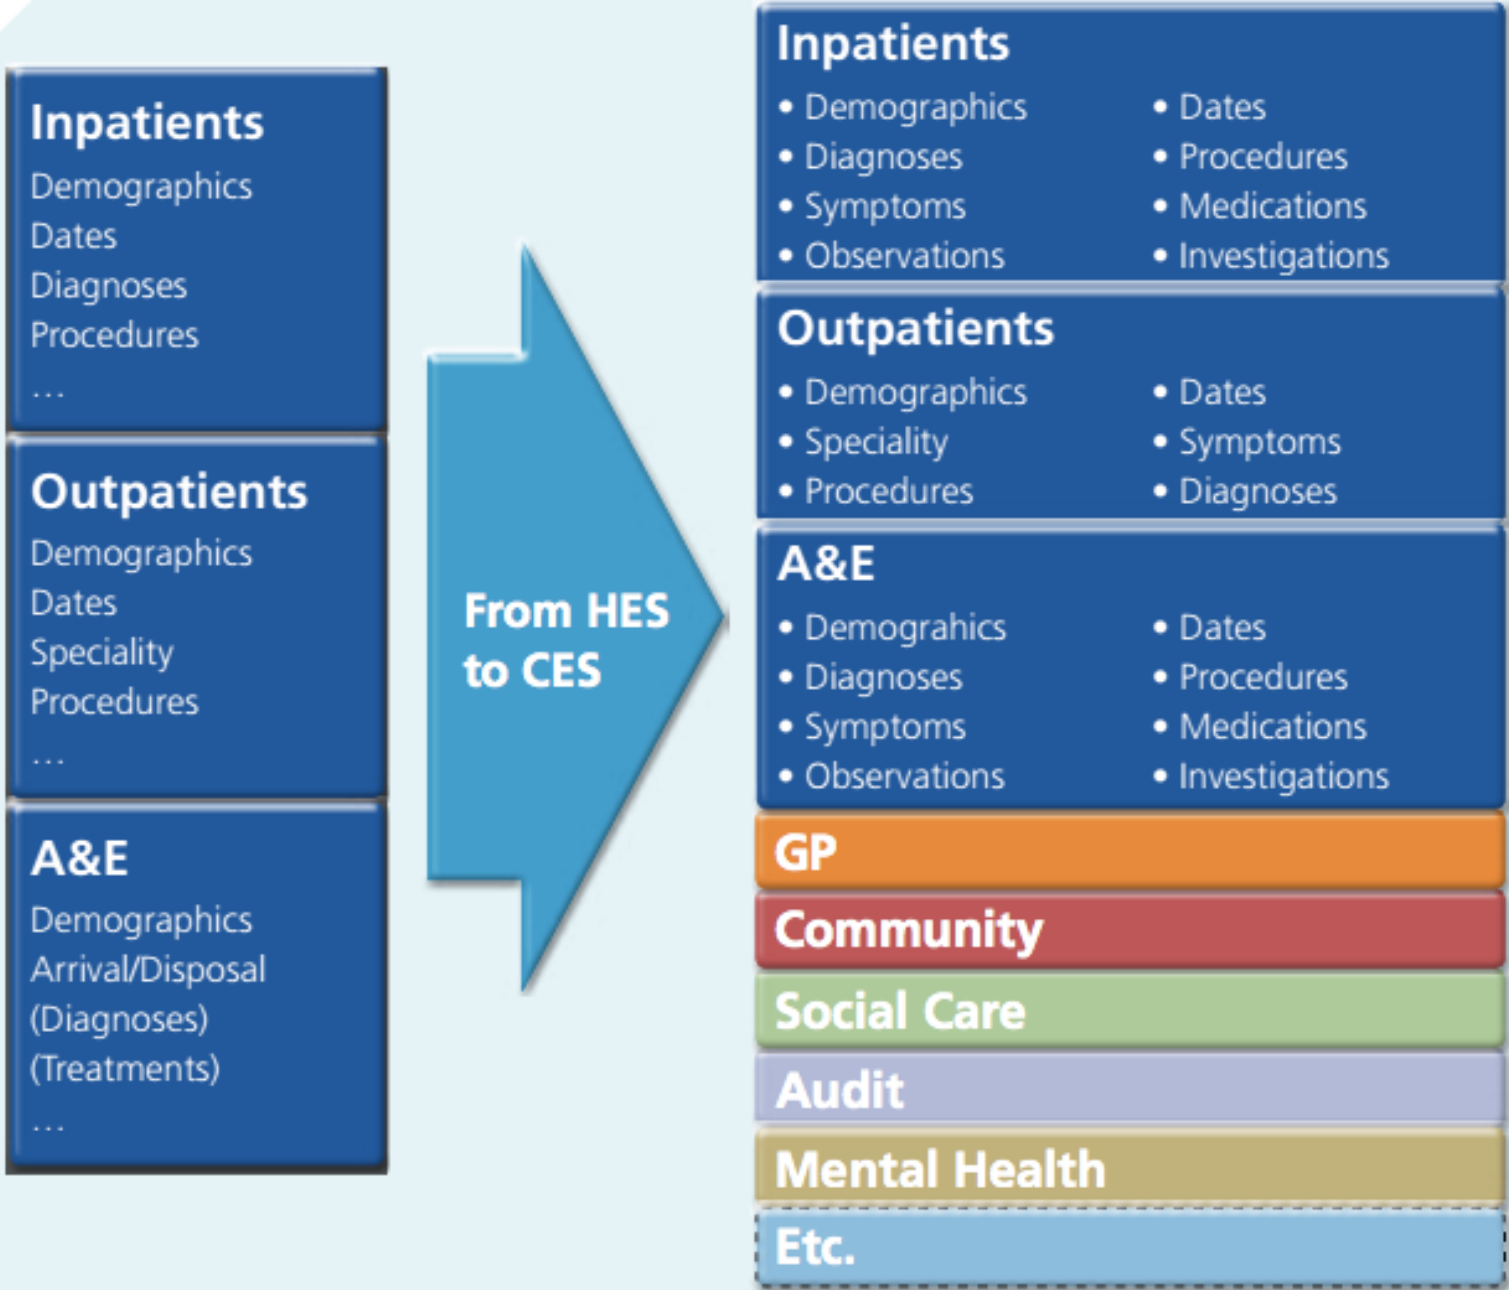 Inpatients
Demographics
Dates
Diagnoses
Procedures
...
Outpatients
Demographics
Dates
Speciality
Procedures
...
A&E
Demographics
Arrival/Disposal
(Diagnoses)
(Treatments)
...
From HES
to CES
Inpatients
• Demographics • Dates
• Diagnoses • Procedures
• Symptoms • Medications
• Observations • Investigations
Outpatients
• Demographics • Dates
• Speciality • Symptoms
• Procedures • Diagnoses
A&E
• Demograhics • Dates
• Diagnoses • Procedures
• Symptoms • Medications
• Observations • Investigations
GP
Community
Social Care
Audit
Mental Health
Etc.